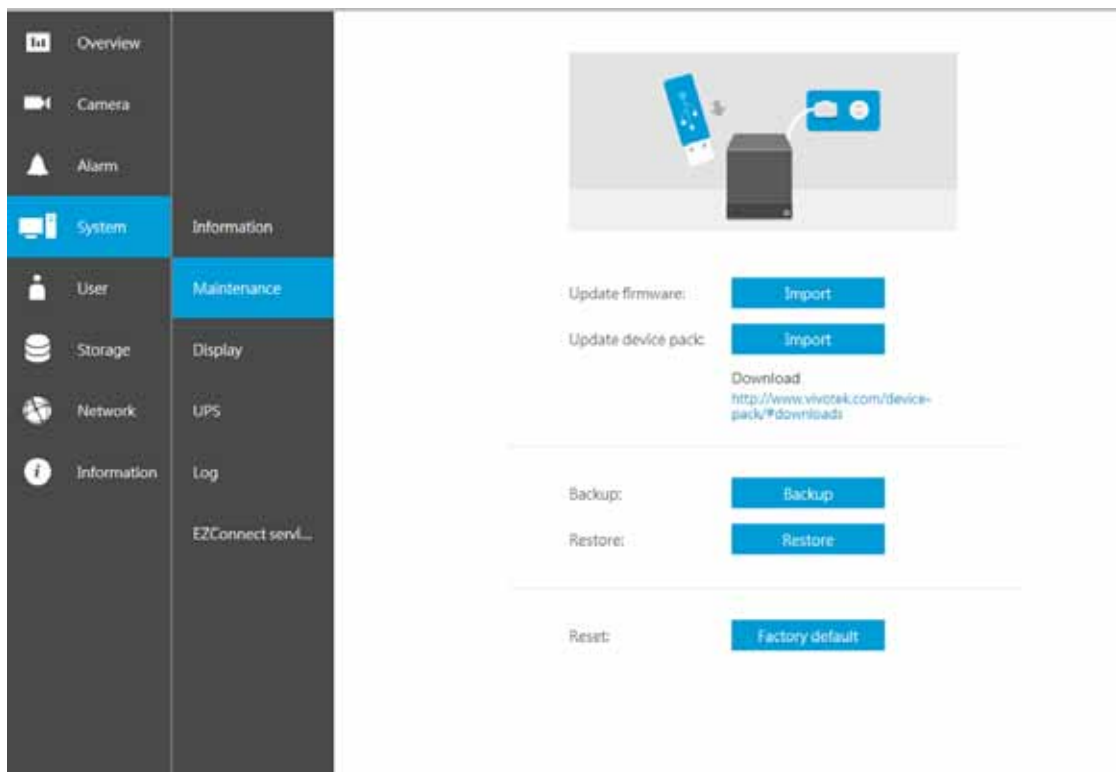 Overview
Camera
Alarm
System
User
Storage
Network
Information
Information
Maintenance
Display
UPS
Log
EZConnect servi...
Update firmware:
Import
Update device pack:
Import
Download
http://www.vivotek.com/device-
pack/#downloads
Backup:
Backup
Restore:
Restore
Reset:
Factory default